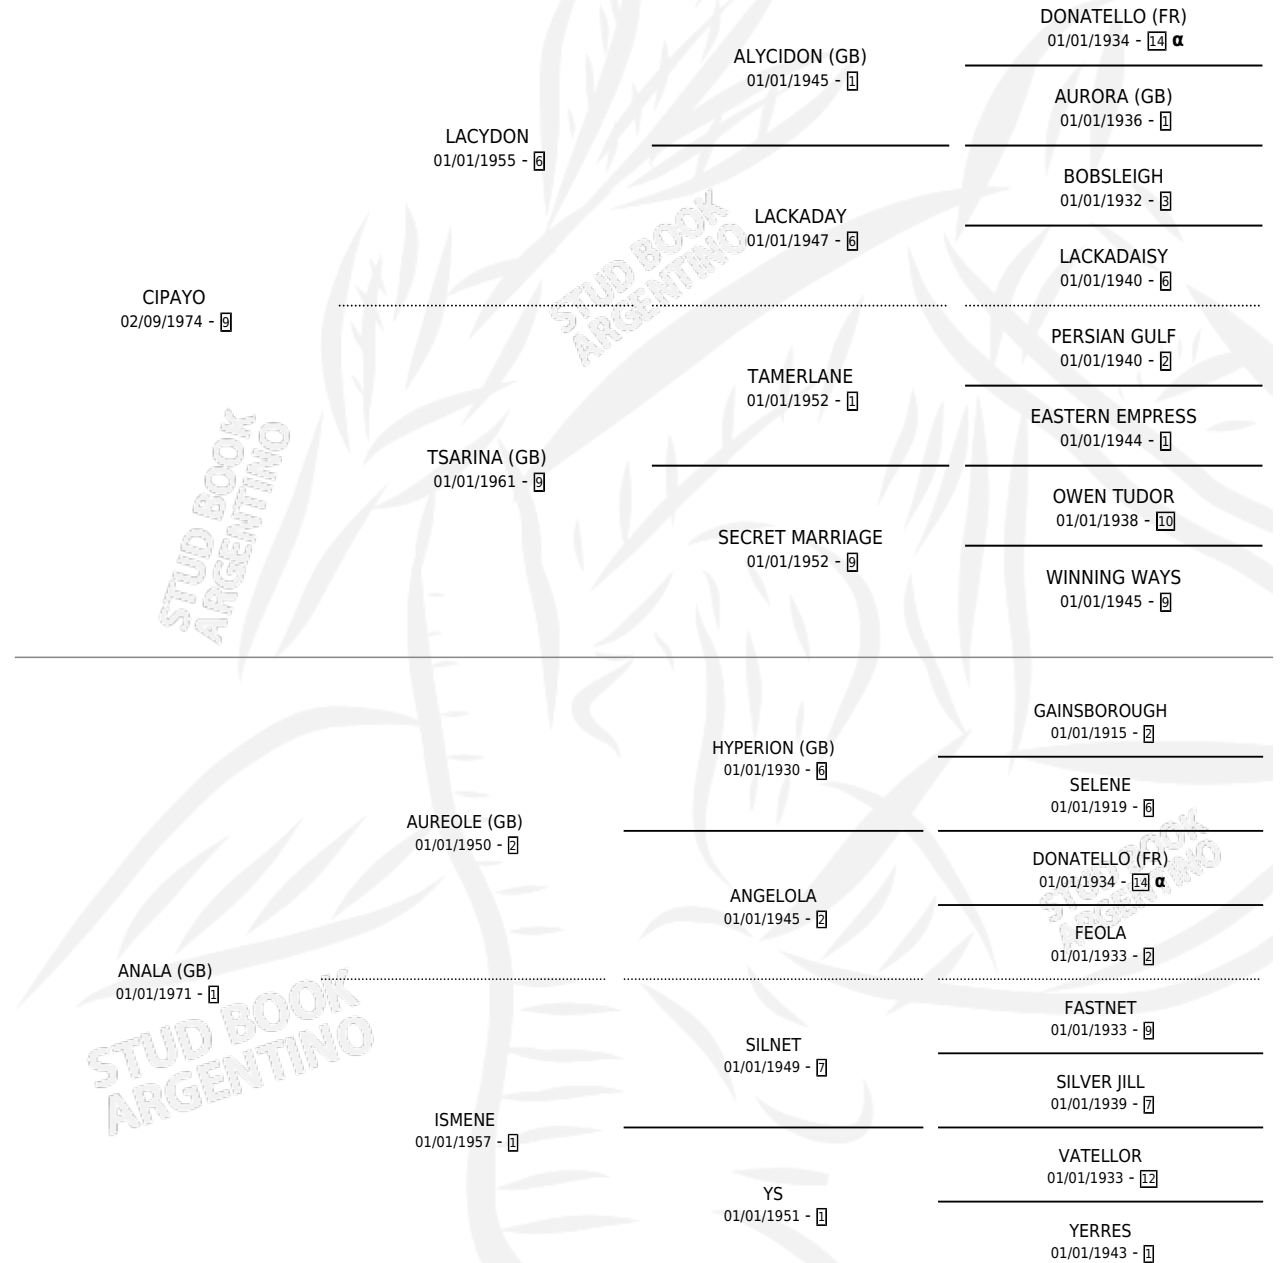 DONATELLO (FR)
01/01/1934 - 14 α
ALYCIDON (GB)
01/01/1945 - 1
AURORA (GB)
01/01/1936 - 1
LACYDON
01/01/1955 - 6
BOBSLEIGH
01/01/1932 - 3
LACKADAY
01/01/1947 - 6
LACKADAISY
01/01/1940 - 6
CIPAYO
02/09/1974 - 9
PERSIAN GULF
01/01/1940 - 2
TAMERLANE
01/01/1952 - 1
EASTERN EMPRESS
01/01/1944 - 1
TSARINA (GB)
01/01/1961 - 9
OWEN TUDOR
01/01/1938 - 10
SECRET MARRIAGE
01/01/1952 - 9
WINNING WAYS
01/01/1945 - 9
GAINSBOROUGH
01/01/1915 - 2
HYPERION (GB)
01/01/1930 - 6
SELENE
01/01/1919 - 6
AUREOLE (GB)
01/01/1950 - 2
DONATELLO (FR)
01/01/1934 - 14 α
ANGELOLA
01/01/1945 - 2
FEOLA
01/01/1933 - 2
ANALA (GB)
01/01/1971 - 1
FASTNET
01/01/1933 - 9
SILNET
01/01/1949 - 7
SILVER JILL
01/01/1939 - 7
ISMENE
01/01/1957 - 1
VATELLOR
01/01/1933 - 12
YS
01/01/1951 - 1
YERRES
01/01/1943 - 1
STUD BOOK
ARGENTINO
STUD BOOK
ARGENTINO
STUD BOOK
ARGENTINO
STUD BOOK
ARGENTINO